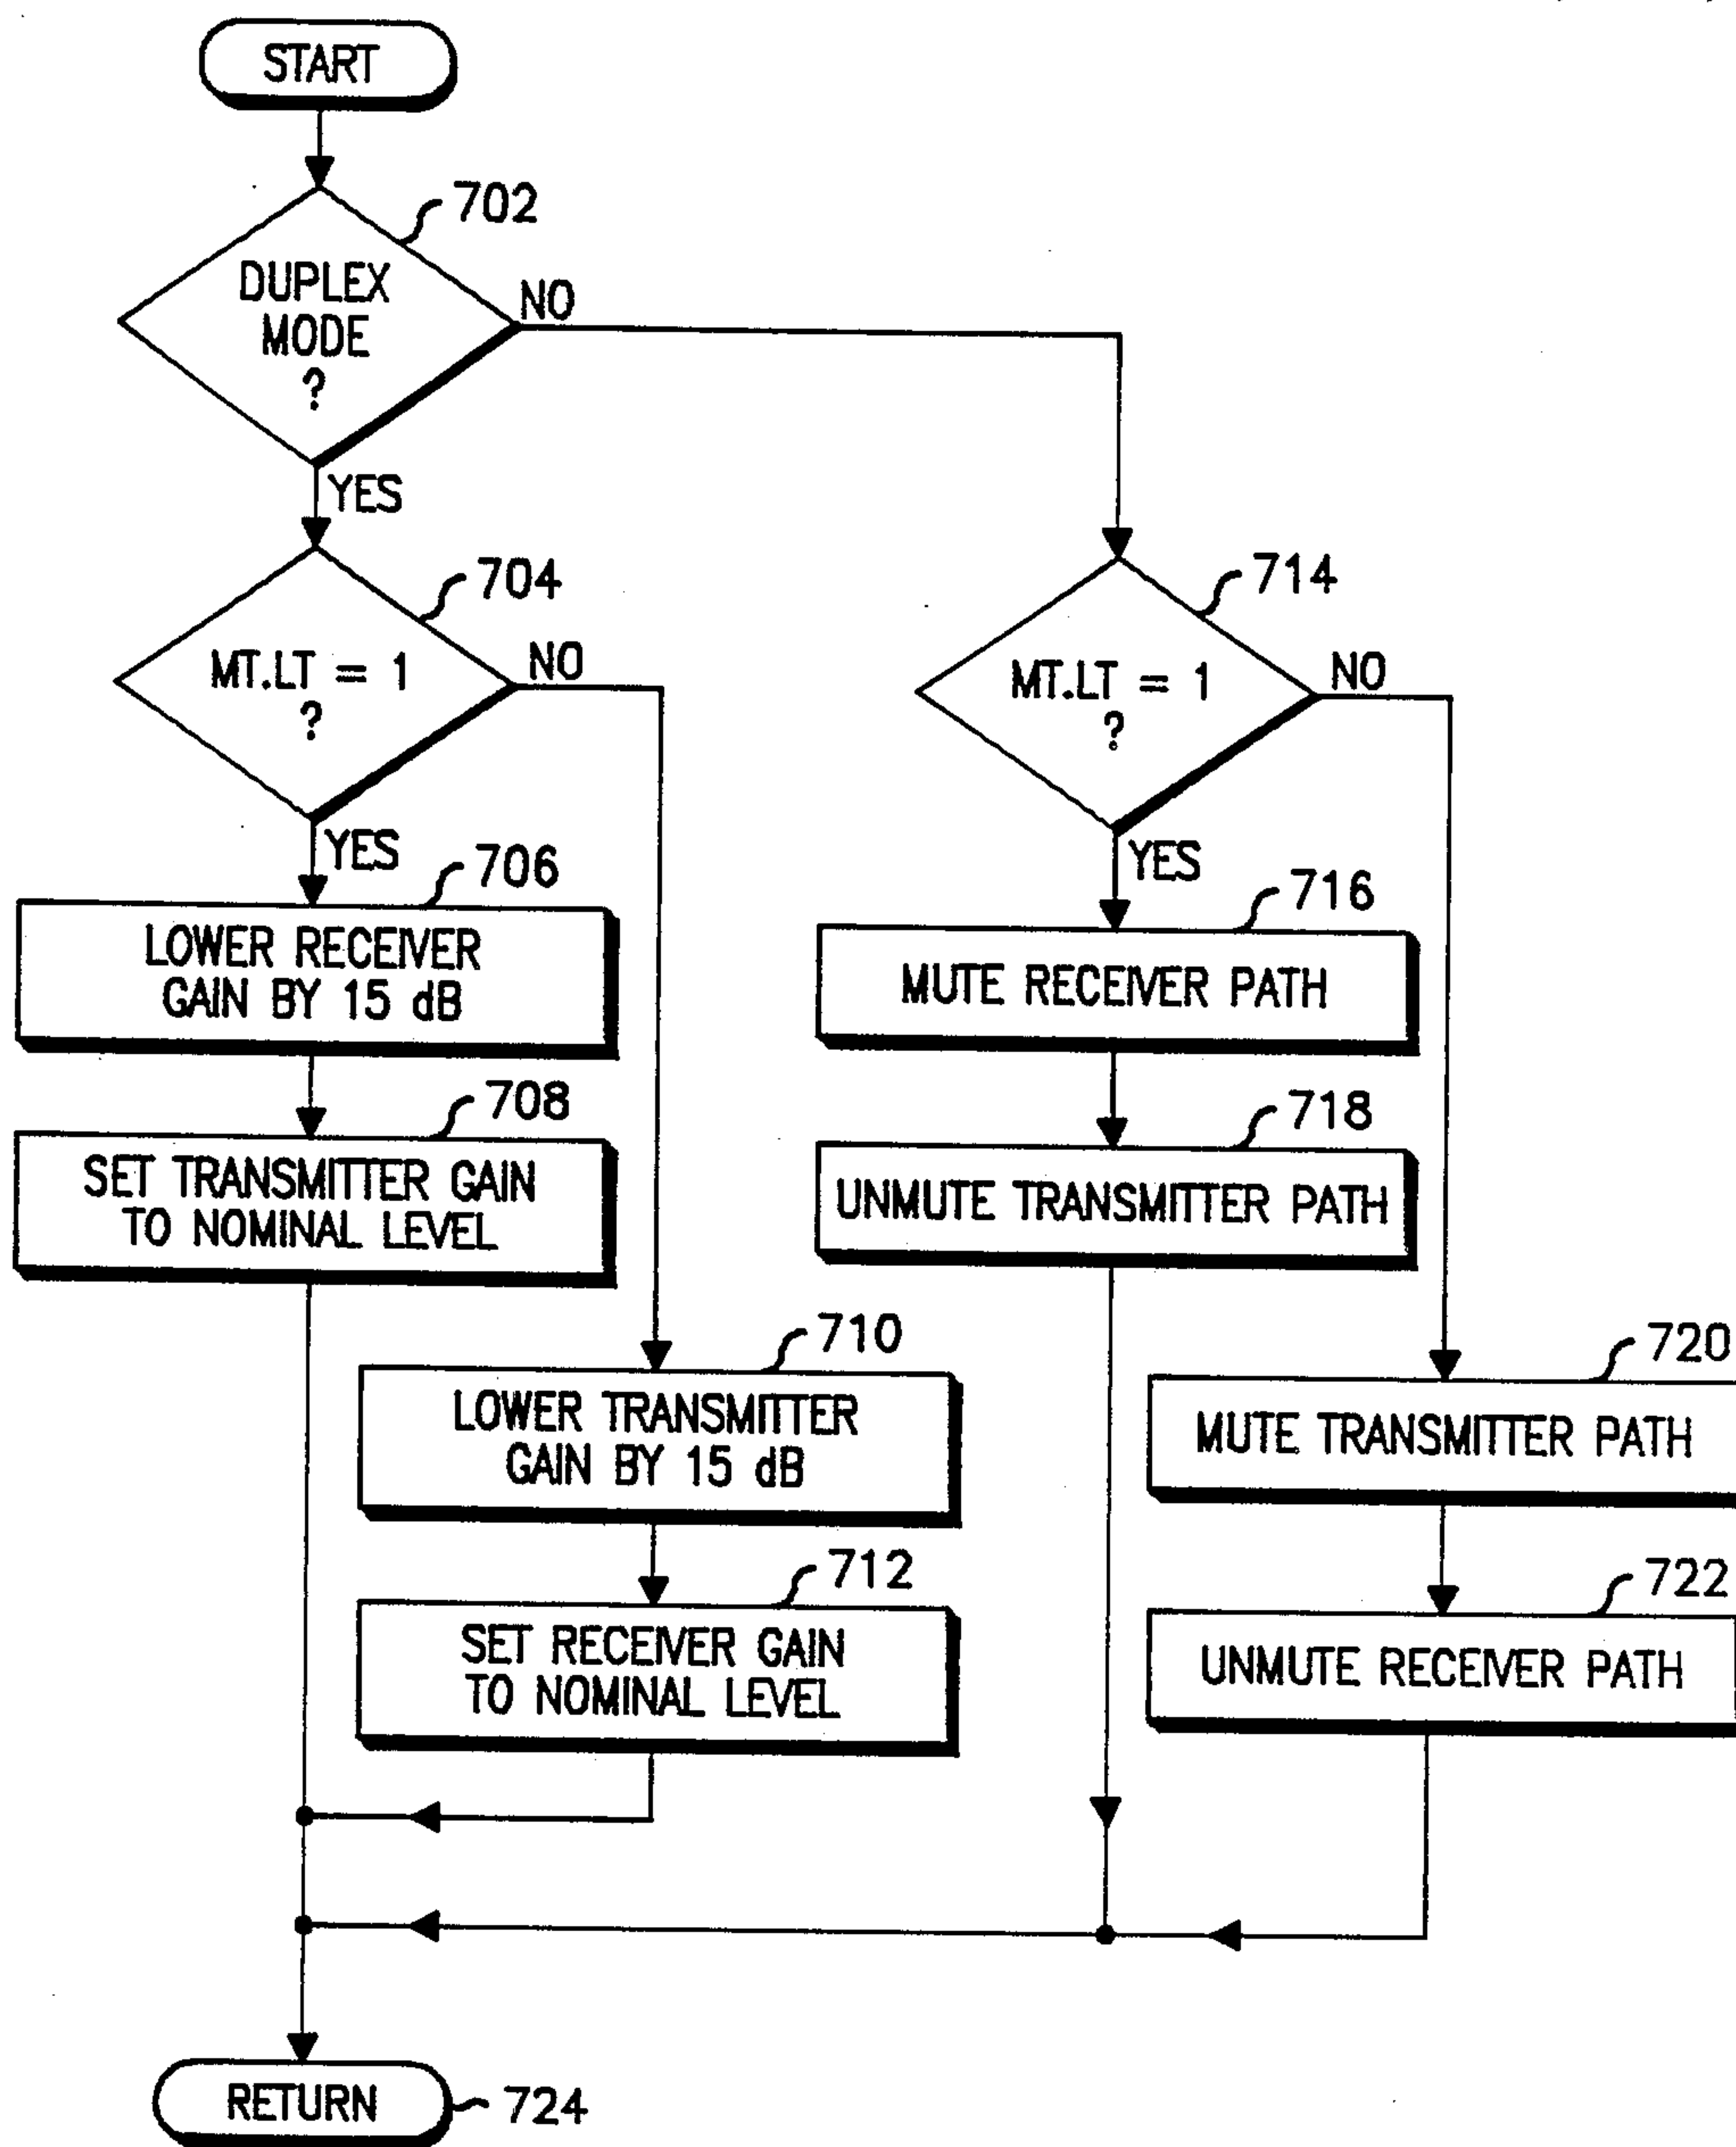 START
702
DUPLEX
MODE
?
NO
YES
704
MT.LT = 1
?
NO
YES
714
MT.LT = 1
?
NO
YES
706
LOWER RECEIVER
GAIN BY 15 dB
708
SET TRANSMITTER GAIN
TO NOMINAL LEVEL
716
MUTE RECEIVER PATH
718
UNMUTE TRANSMITTER PATH
710
LOWER TRANSMITTER
GAIN BY 15 dB
712
SET RECEIVER GAIN
TO NOMINAL LEVEL
720
MUTE TRANSMITTER PATH
722
UNMUTE RECEIVER PATH
RETURN
724